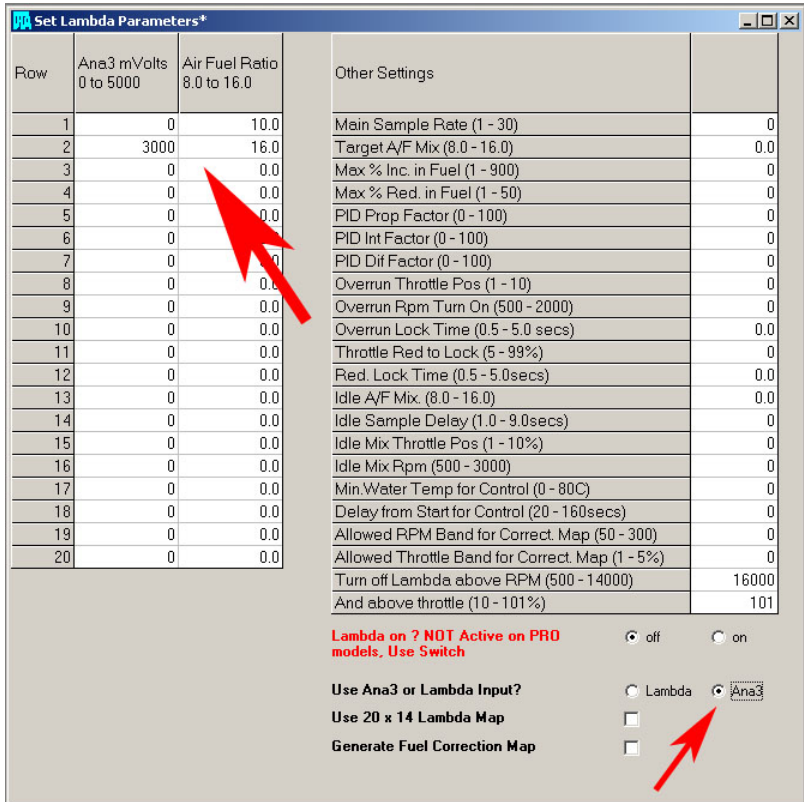 Set Lambda Parameters*
Row Ana3 mVolts Air Fuel Ratio
0 to 5000 8.0 to 16.0
1 0 10.0
2 3000 16.0
3 0 0.0
4 0 0.0
5 0 0.0
6 0 0.0
7 0
8 0 0.0
9 0 0.0
10 0 0.0
11 0 0.0
12 0 0.0
13 0 0.0
14 0 0.0
15 0 0.0
16 0 0.0
17 0 0.0
18 0 0.0
19 0 0.0
20 0 0.0
Other Settings
Main Sample Rate (1 - 30) 0
Target A/F Mix (8.0 - 16.0) 0.0
Max % Inc. in Fuel (1 - 900) 0
Max % Red. in Fuel (1 - 50) 0
PID Prop Factor (0 - 100) 0
PID Int Factor (0 - 100) 0
PID Dif Factor (0 - 100) 0
Overrun Throttle Pos (1 - 10) 0
Overrun Rpm Turn On (500 - 2000) 0
Overrun Lock Time (0.5 - 5.0 secs) 0.0
Throttle Red to Lock (5 - 99%) 0
Red. Lock Time (0.5 - 5.0secs) 0.0
Idle A/F Mix. (8.0 - 16.0) 0.0
Idle Sample Delay (1.0 - 9.0secs) 0
Idle Mix Throttle Pos (1 - 10%) 0
Idle Mix Rpm (500 - 3000) 0
Min.Water Temp for Control (0 - 80C) 0
Delay from Start for Control (20 - 160secs) 0
Allowed RPM Band for Correct. Map (50 - 300) 0
Allowed Throttle Band for Correct. Map (1 - 5%) 0
Turn off Lambda above RPM (500 - 14000) 16000
And above throttle (10 - 101%) 101
Lambda on ? NOT Active on PRO
models, Use Switch
off on
Use Ana3 or Lambda Input? Lambda Ana3
Use 20 x 14 Lambda Map
Generate Fuel Correction Map